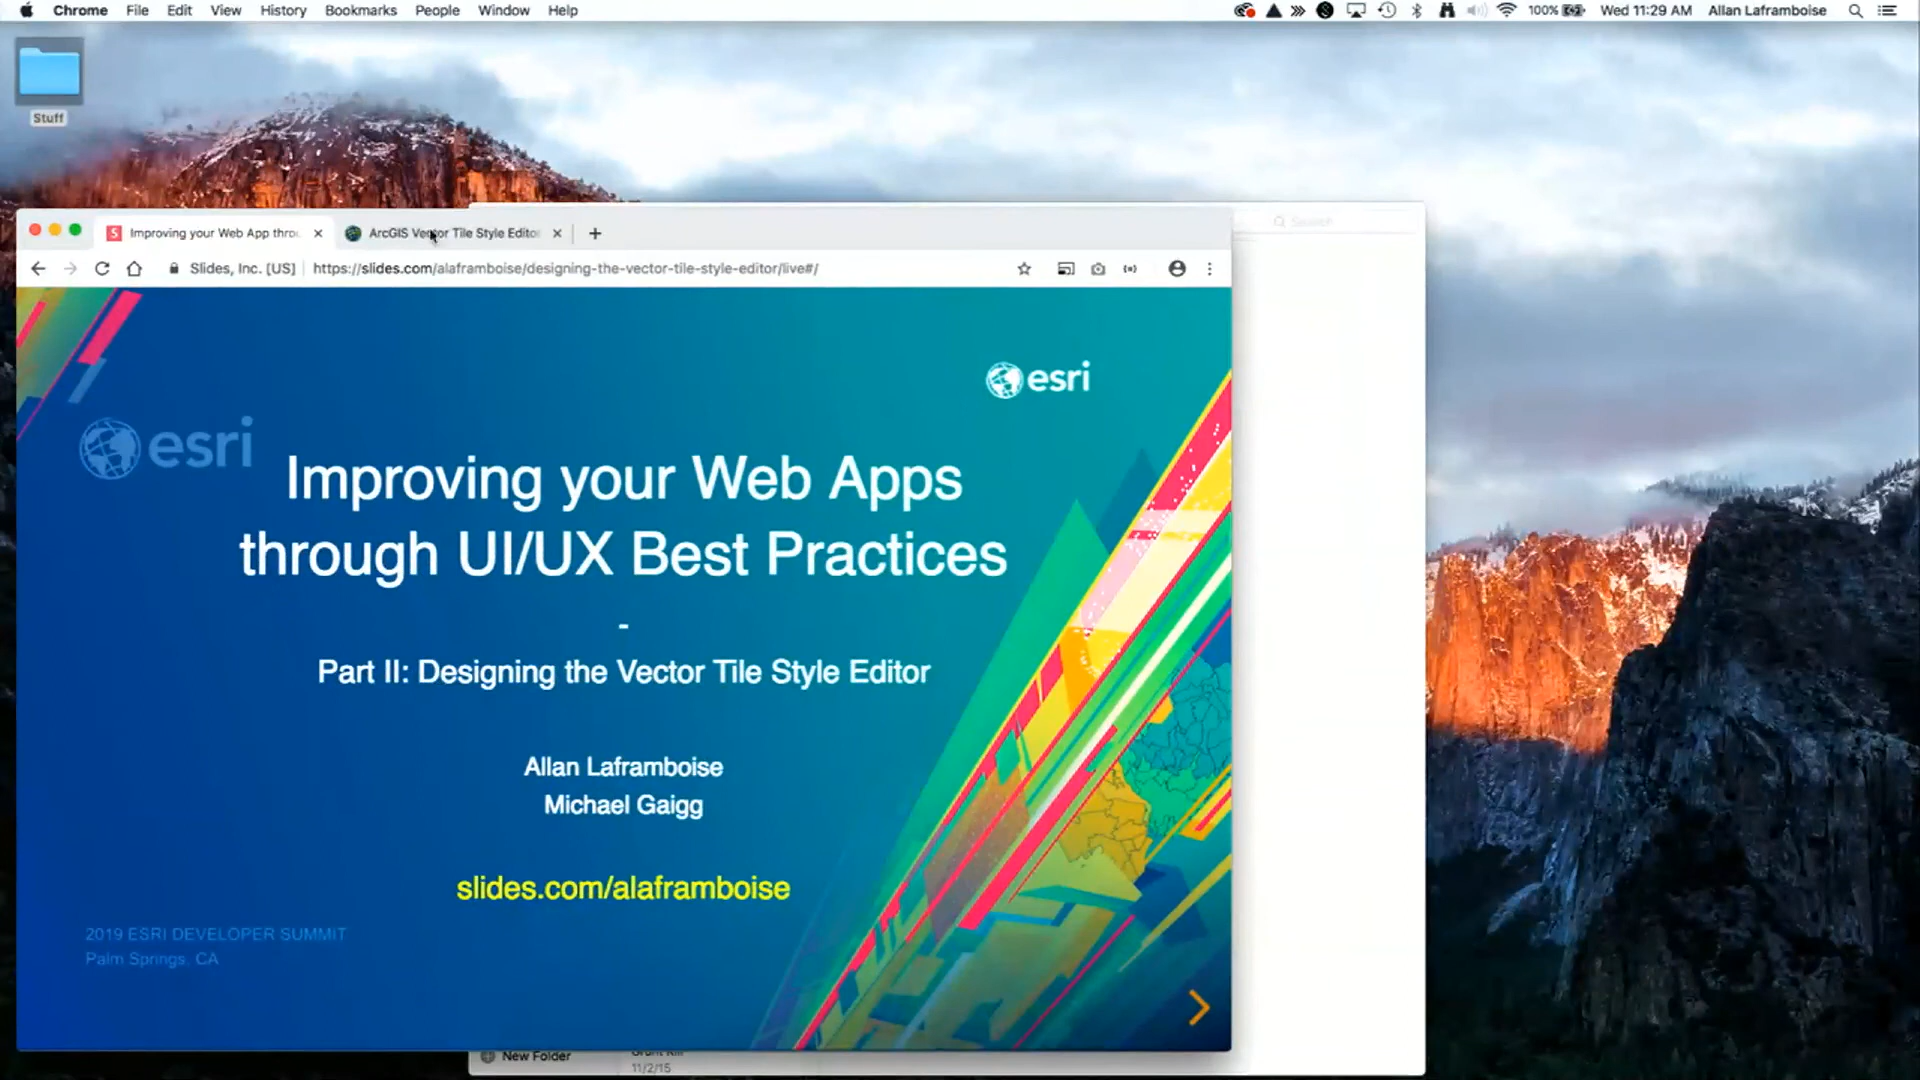 Chrome File Edit View History Bookmarks People Window Help
100% Wed 11:29 AM Allan Laframboise
Stuff
Improving your Web App throu
ArcGIS Vector Tile Style Editor
Search
Slides, Inc. [US] https://slides.com/alaframboise/designing-the-vector-tile-style-editor/live#/
esri
esri
Improving your Web Apps
through UI/UX Best Practices
-
Part II: Designing the Vector Tile Style Editor
Allan Laframboise
Michael Gaigg
slides.com/alaframboise
2019 ESRI DEVELOPER SUMMIT
Palm Springs, CA
New Folder
11/2/15